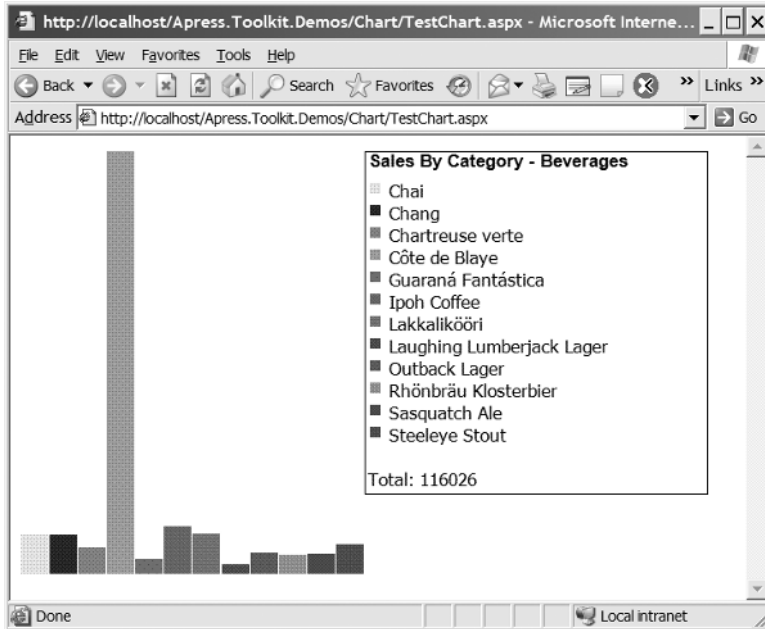 http://localhost/Apress.Toolkit.Demos/Chart/TestChart.aspx - Microsoft Interne...
File Edit View Favorites Tools Help
Back Search Favorites Links
Address http://localhost/Apress.Toolkit.Demos/Chart/TestChart.aspx Go
Sales By Category - Beverages
Chai
Chang
Chartreuse verte
Côte de Blaye
Guaraná Fantástica
Ipoh Coffee
Lakkalikööri
Laughing Lumberjack Lager
Outback Lager
Rhönbräu Klosterbier
Sasquatch Ale
Steeleye Stout
Total: 116026
Done Local intranet